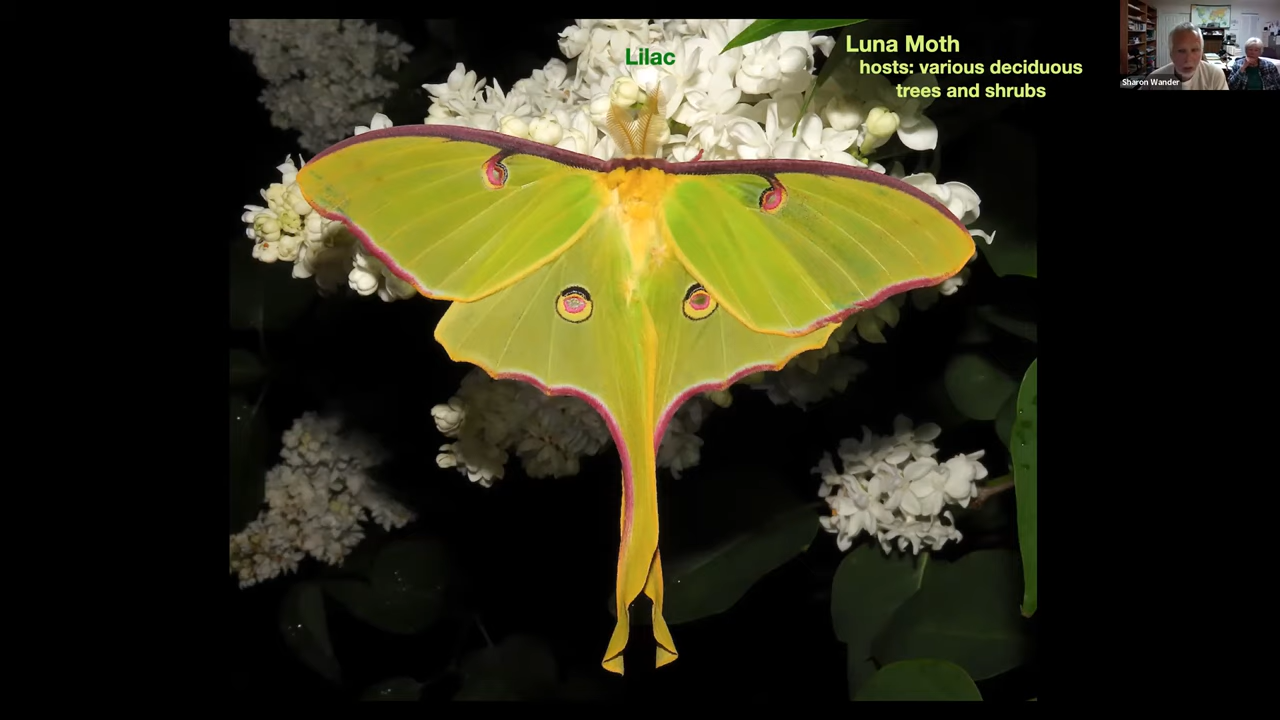 Lilac
Luna Moth
hosts: various deciduous
trees and shrubs
Sharon Wander